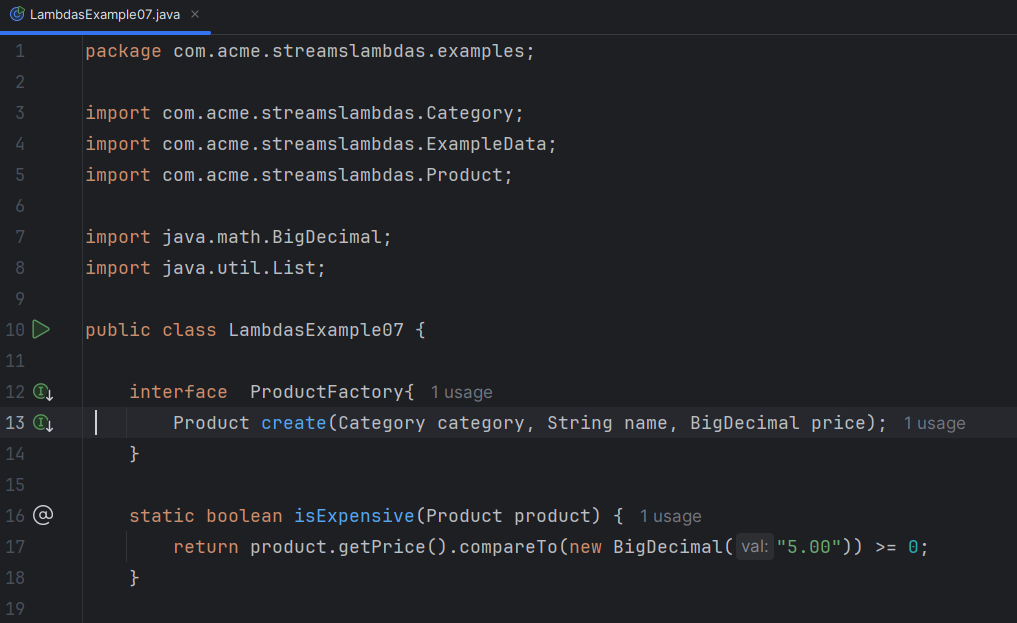 LambdasExample07.java ×
1 package com.acme.streamslambdas.examples;
2
3 import com.acme.streamslambdas.Category;
4 import com.acme.streamslambdas.ExampleData;
5 import com.acme.streamslambdas.Product;
6
7 import java.math.BigDecimal;
8 import java.util.List;
9
10 public class LambdasExample07 {
11
12 interface  ProductFactory{ 1 usage
13 Product create(Category category, String name, BigDecimal price); 1 usage
14 }
15
16 @ static boolean isExpensive(Product product) { 1 usage
17 return product.getPrice().compareTo(new BigDecimal( val: "5.00")) >= 0;
18 }
19